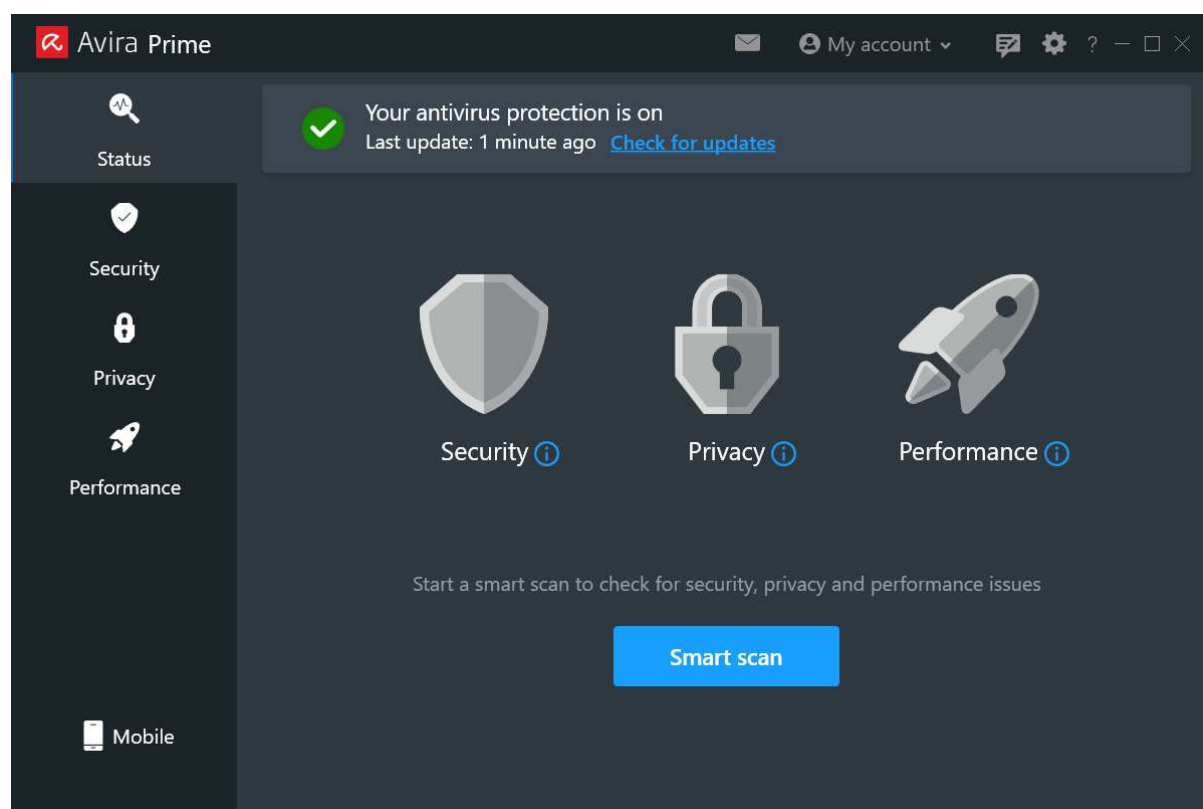 Avira Prime
My account
?
Status
Your antivirus protection is on
Last update: 1 minute ago Check for updates
Security
Privacy
Performance
Security
Privacy
Performance
Start a smart scan to check for security, privacy and performance issues
Smart scan
Mobile